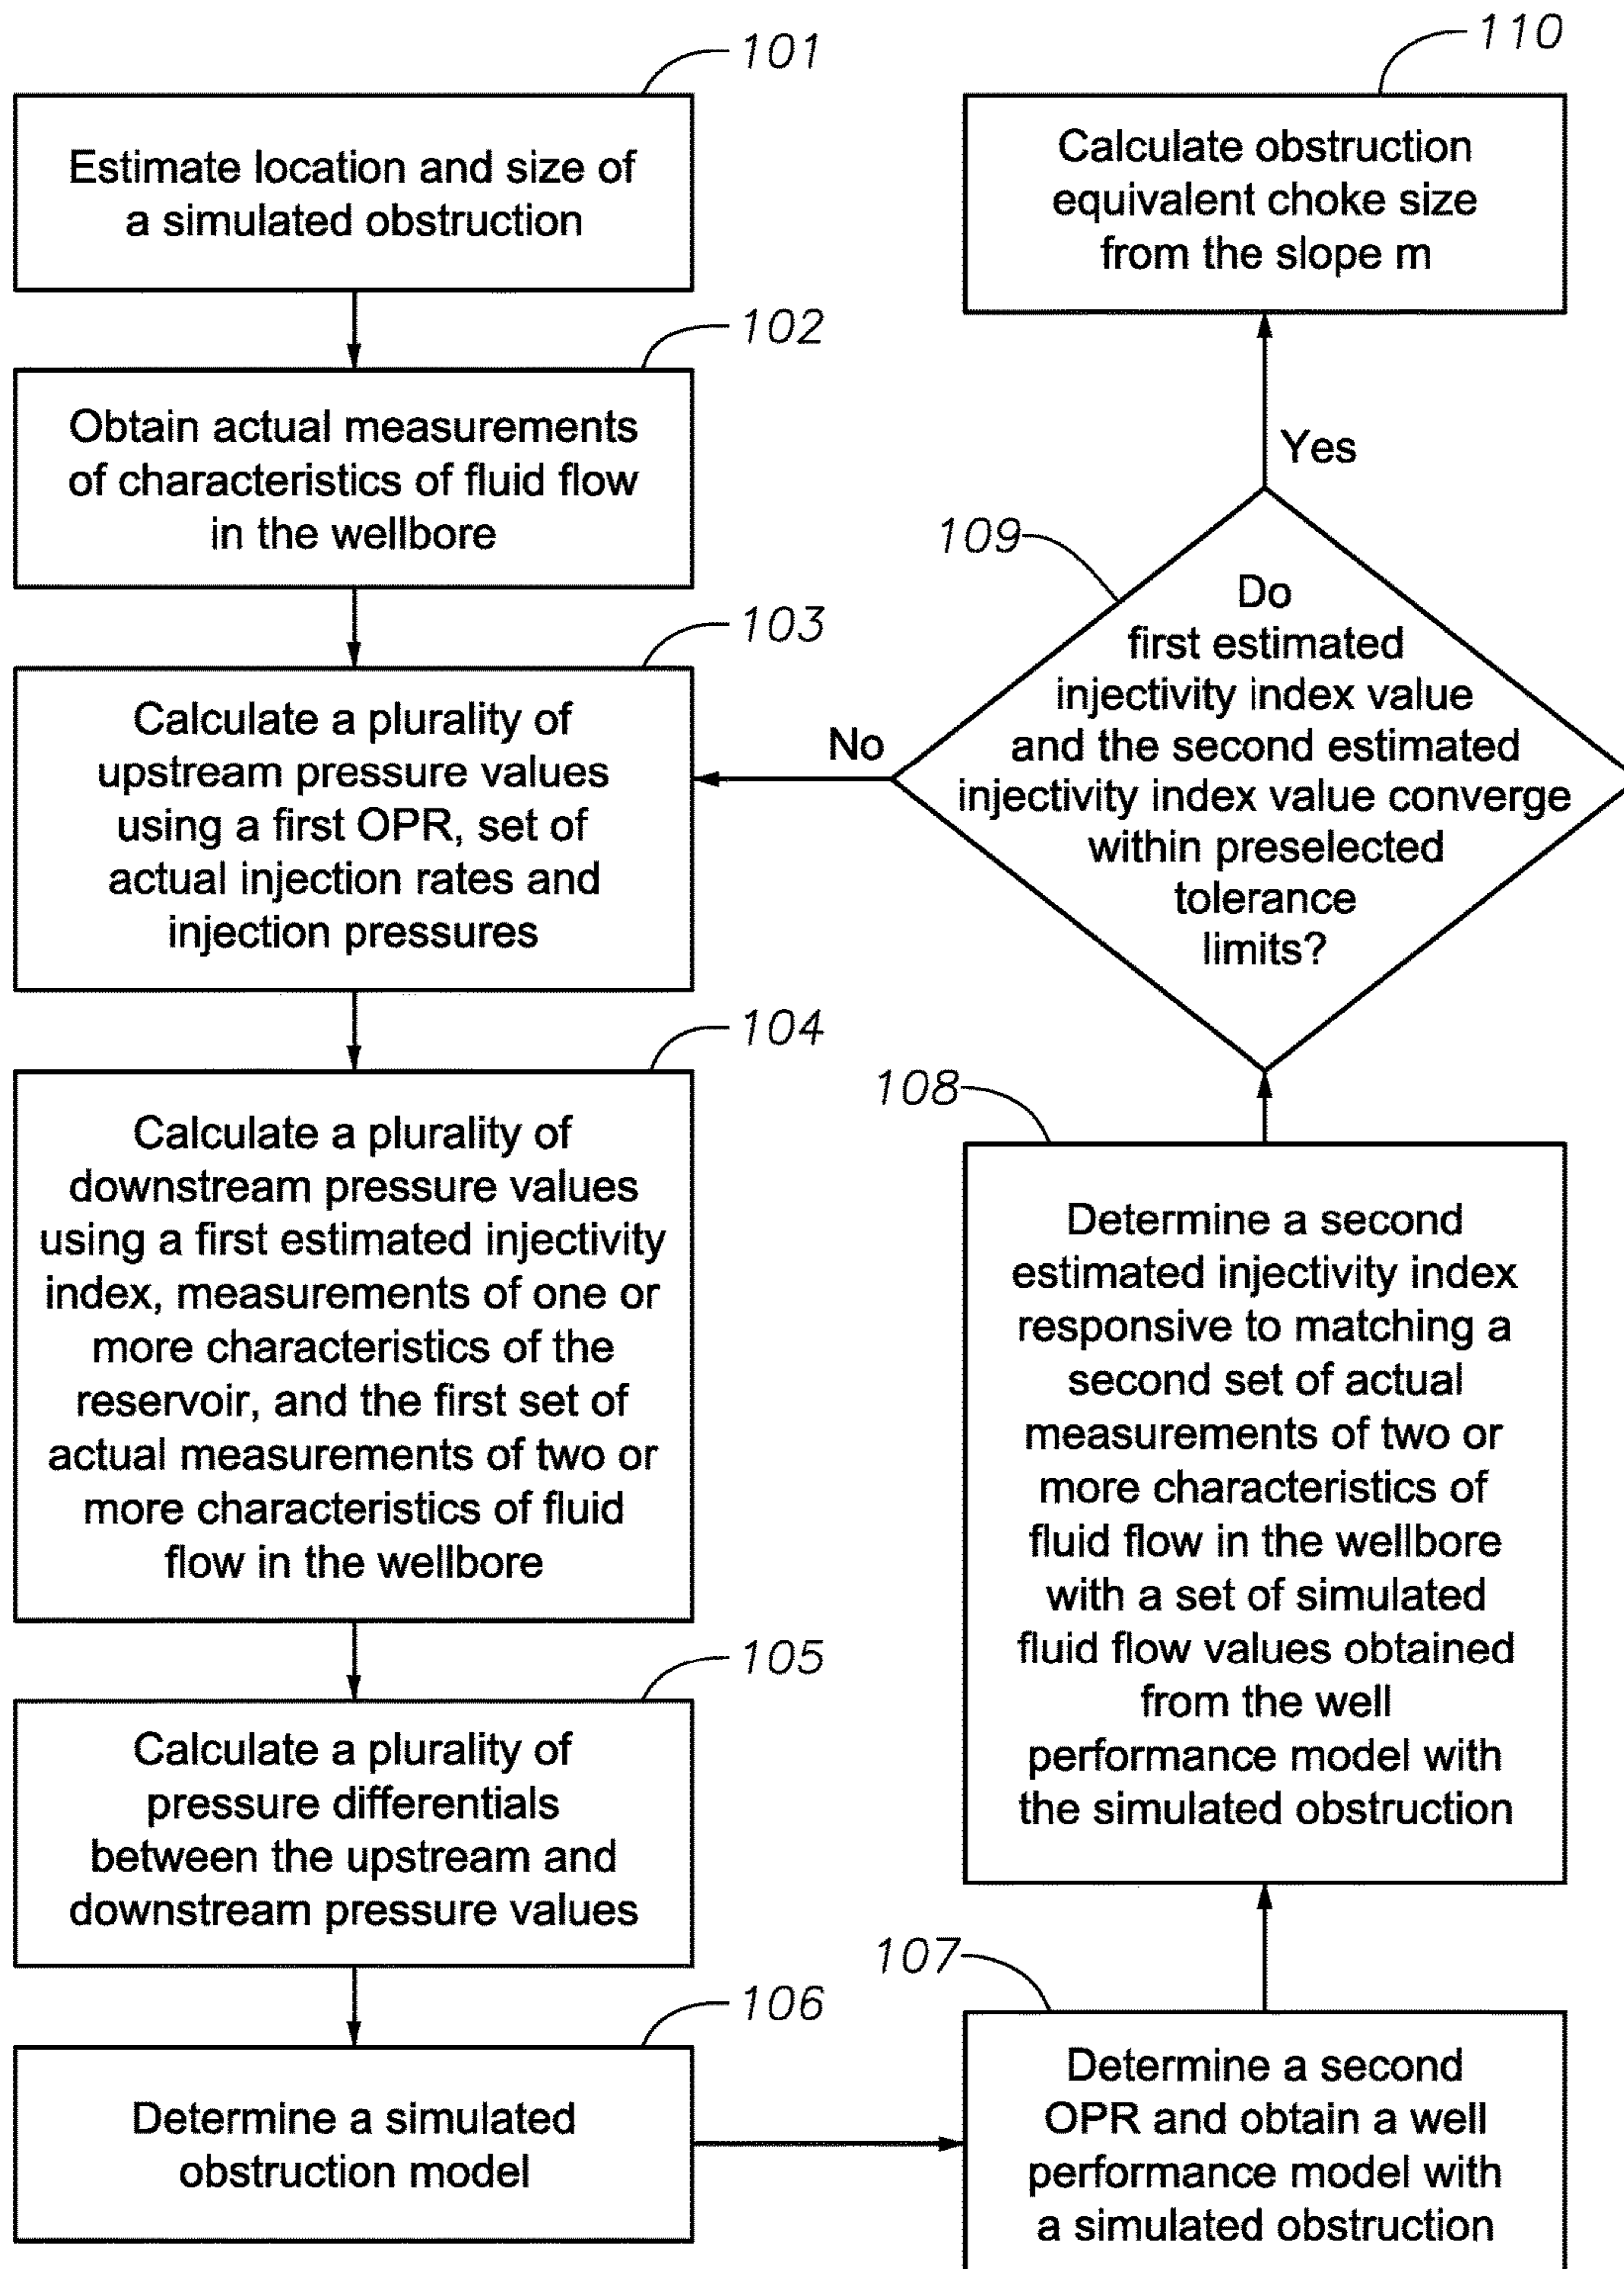 101
Estimate location and size of
a simulated obstruction
102
Obtain actual measurements
of characteristics of fluid flow
in the wellbore
103
Calculate a plurality of
upstream pressure values
using a first OPR, set of
actual injection rates and
injection pressures
104
Calculate a plurality of
downstream pressure values
using a first estimated injectivity
index, measurements of one or
more characteristics of the
reservoir, and the first set of
actual measurements of two or
more characteristics of fluid
flow in the wellbore
105
Calculate a plurality of
pressure differentials
between the upstream and
downstream pressure values
106
Determine a simulated
obstruction model
107
Determine a second
OPR and obtain a well
performance model with
a simulated obstruction
108
Determine a second
estimated injectivity index
responsive to matching a
second set of actual
measurements of two or
more characteristics of
fluid flow in the wellbore
with a set of simulated
fluid flow values obtained
from the well
performance model with
the simulated obstruction
109
Do
first estimated
injectivity index value
and the second estimated
injectivity index value converge
within preselected
tolerance
limits?
No
Yes
110
Calculate obstruction
equivalent choke size
from the slope m